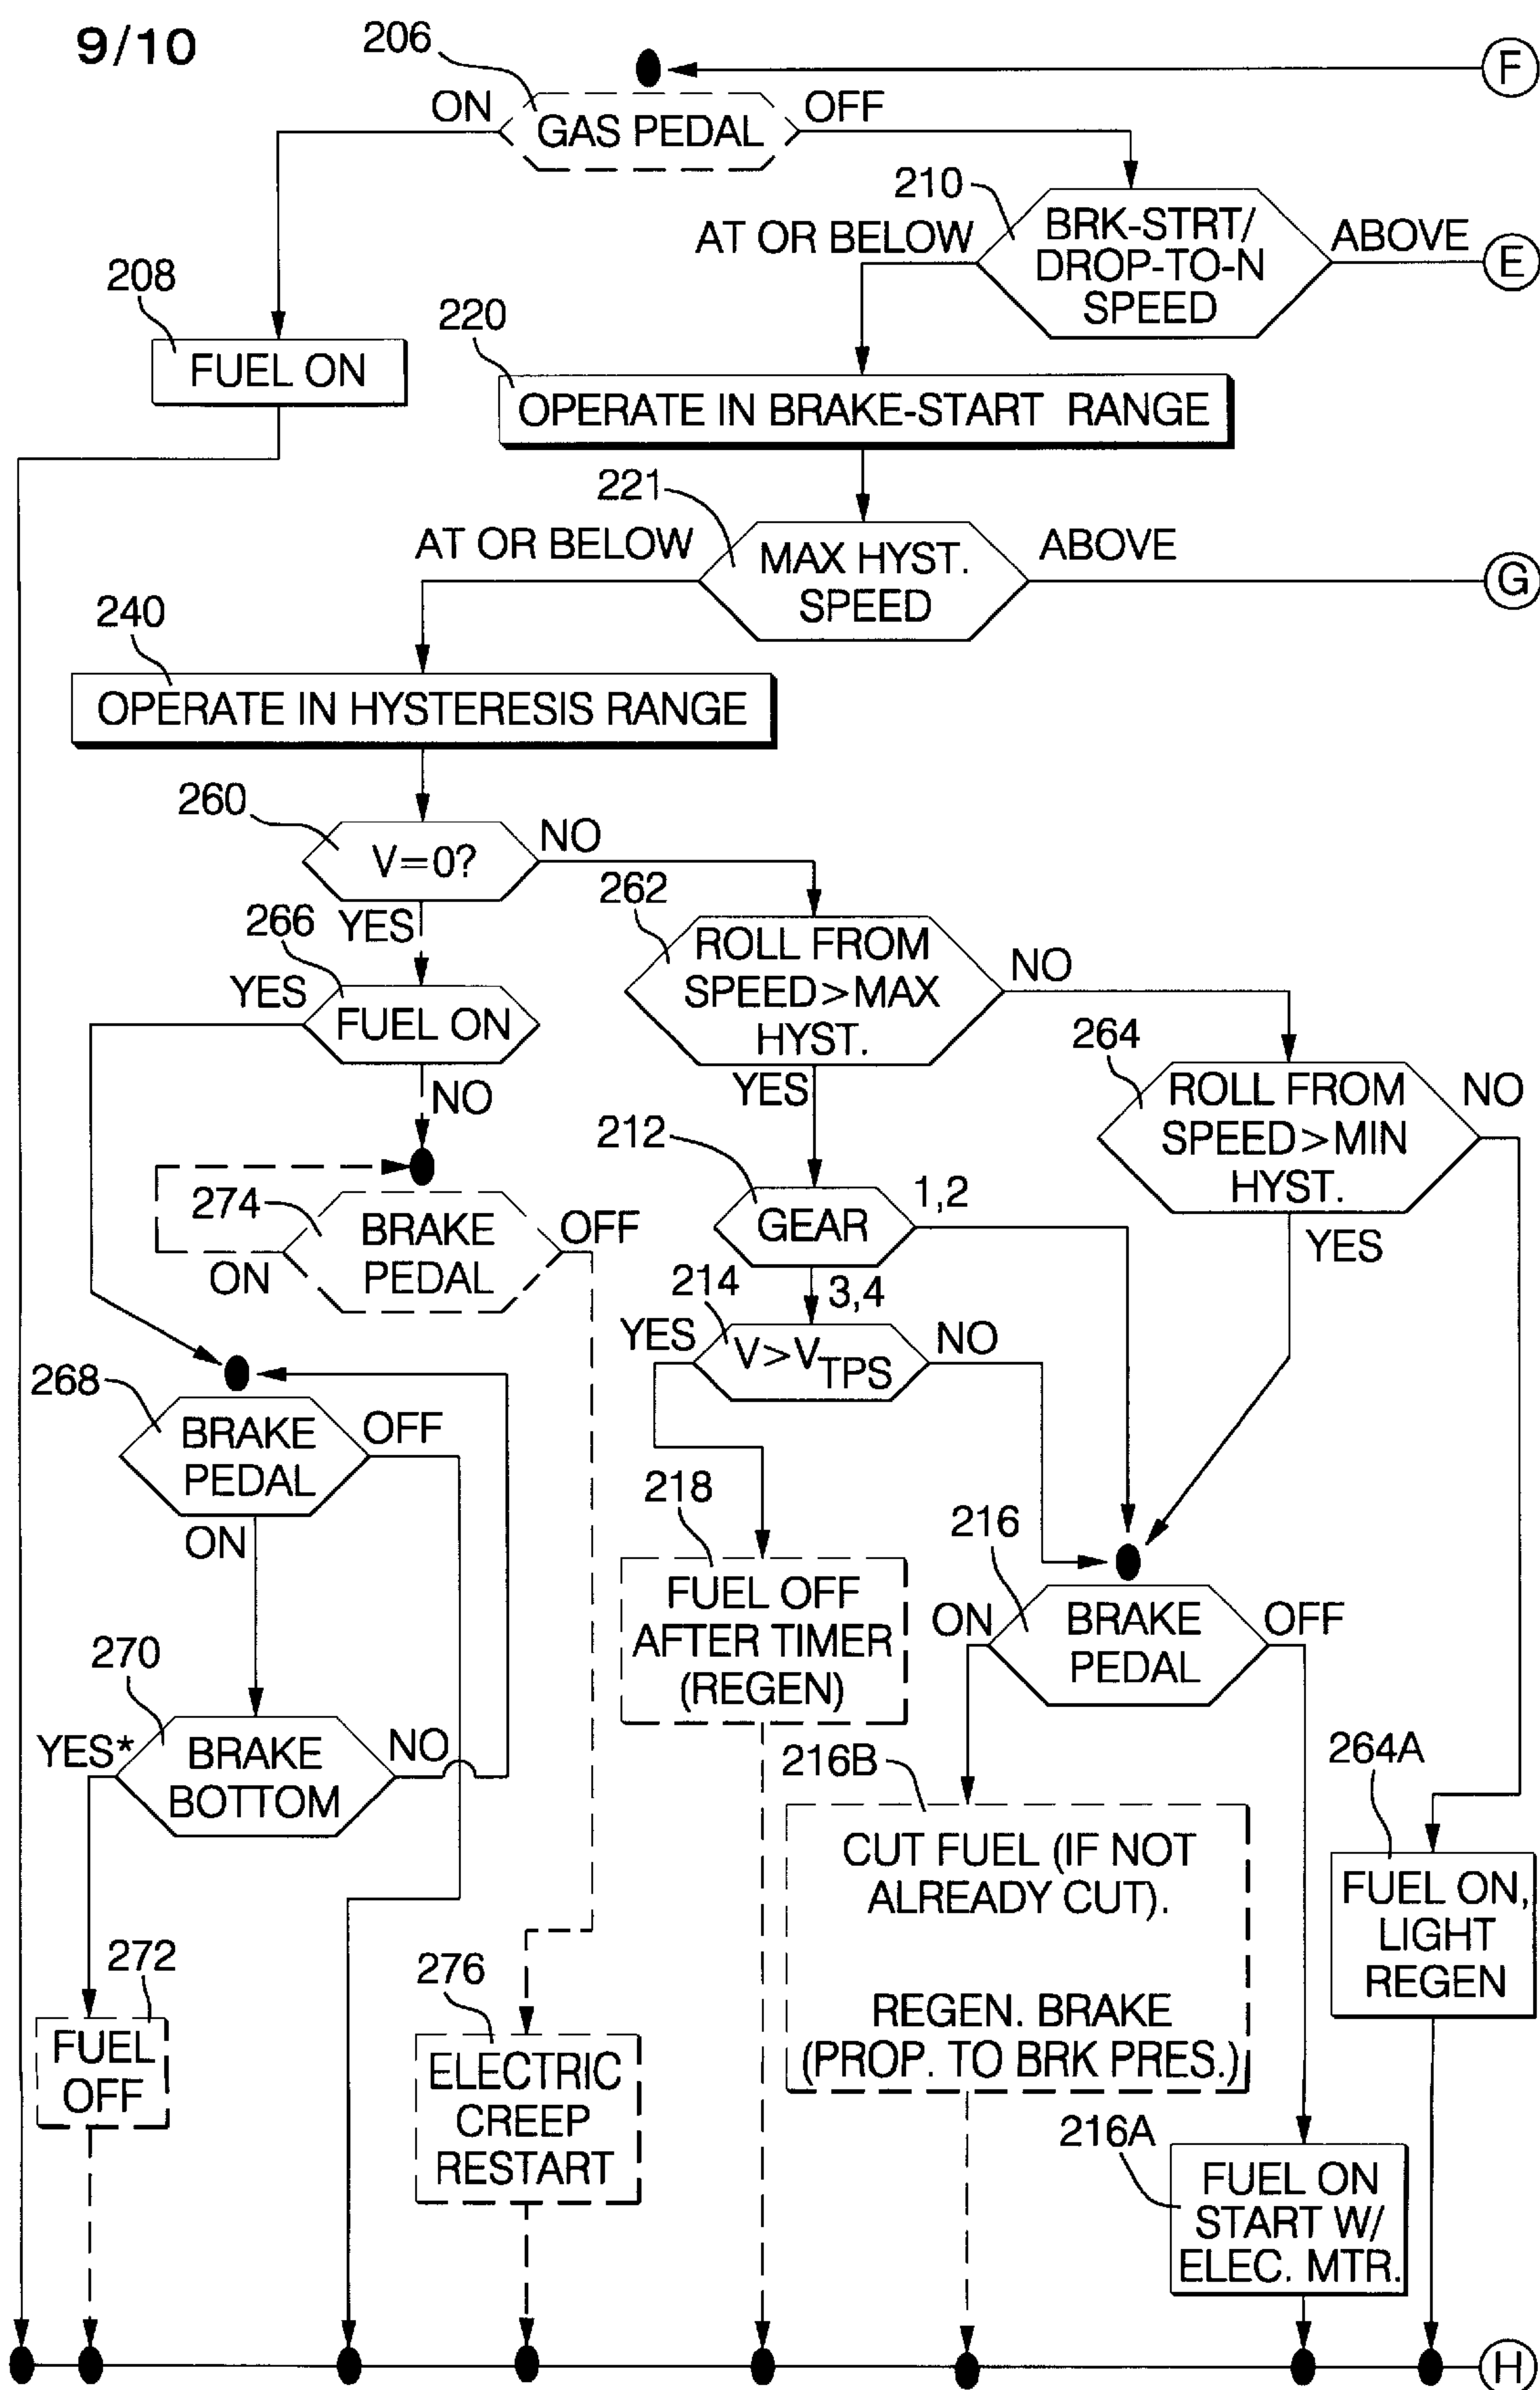 9/10
206
F
ON
GAS PEDAL
OFF
210
AT OR BELOW
BRK-STRT/
DROP-TO-N
SPEED
ABOVE
E
208
FUEL ON
220
OPERATE IN BRAKE-START RANGE
221
AT OR BELOW
MAX HYST.
SPEED
ABOVE
G
240
OPERATE IN HYSTERESIS RANGE
260
V=0?
NO
YES
262
ROLL FROM
SPEED>MAX
HYST.
NO
YES
266
YES
FUEL ON
NO
264
ROLL FROM
SPEED>MIN
HYST.
NO
YES
212
GEAR
1,2
3,4
274
BRAKE
PEDAL
OFF
ON
214
YES
V>VTPS
NO
268
BRAKE
PEDAL
OFF
ON
218
FUEL OFF
AFTER TIMER
(REGEN)
216
ON
BRAKE
PEDAL
OFF
270
YES*
BRAKE
BOTTOM
NO
216B
CUT FUEL (IF NOT
ALREADY CUT).
REGEN. BRAKE
(PROP. TO BRK PRES.)
264A
FUEL ON,
LIGHT
REGEN
272
FUEL
OFF
276
ELECTRIC
CREEP
RESTART
216A
FUEL ON
START W/
ELEC. MTR.
H